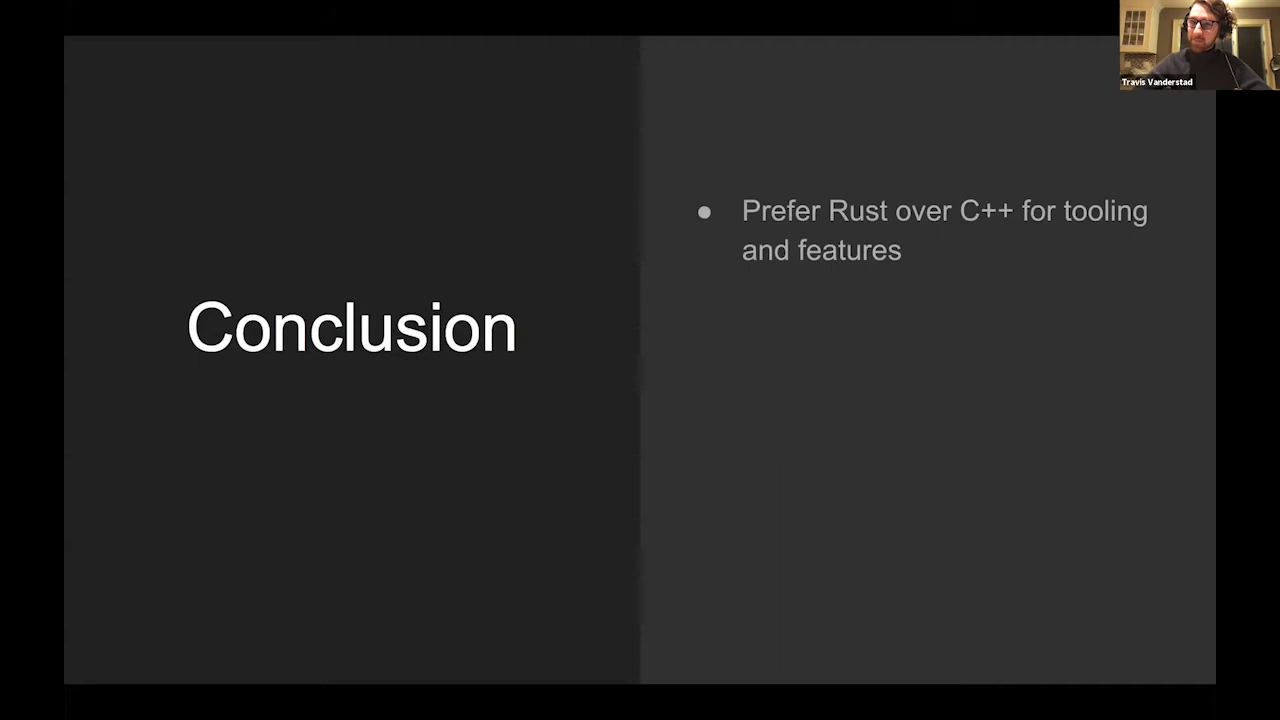 Travis Vanderstad
Conclusion
● Prefer Rust over C++ for tooling
and features